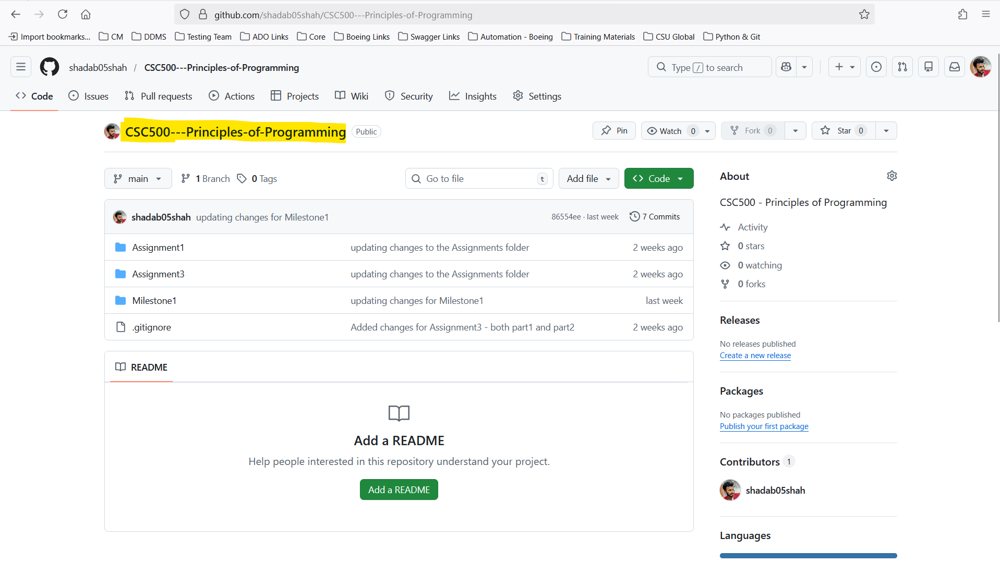 github.com/shadab05shah/CSC500---Principles-of-Programming
Import bookmarks... CM DDMS Testing Team ADO Links Core Boeing Links Swagger Links Automation - Boeing Training Materials CSU Global Python & Git
shadab05shah / CSC500---Principles-of-Programming Type / to search
Code Issues Pull requests Actions Projects Wiki Security Insights Settings
CSC500---Principles-of-Programming Public Pin Watch 0 Fork 0 Star 0
main 1 Branch 0 Tags Go to file t Add file Code
shadab05shah updating changes for Milestone1 86554ee · last week 7 Commits
Assignment1 updating changes to the Assignments folder 2 weeks ago
Assignment3 updating changes to the Assignments folder 2 weeks ago
Milestone1 updating changes for Milestone1 last week
.gitignore Added changes for Assignment3 - both part1 and part2 2 weeks ago
README
Add a README
Help people interested in this repository understand your project.
Add a README
About
CSC500 - Principles of Programming
Activity
0 stars
0 watching
0 forks
Releases
No releases published
Create a new release
Packages
No packages published
Publish your first package
Contributors 1
shadab05shah
Languages